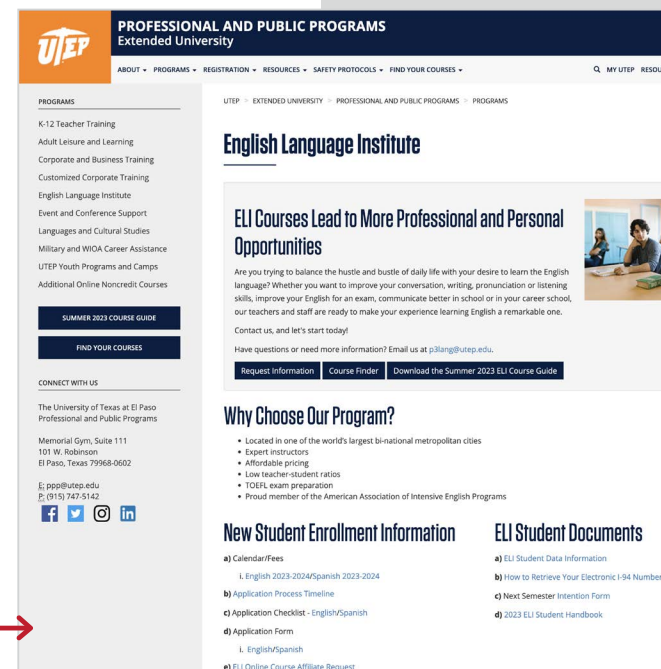 UTEP
PROFESSIONAL AND PUBLIC PROGRAMS
Extended University
ABOUT PROGRAMS REGISTRATION RESOURCES SAFETY PROTOCOLS FIND YOUR COURSES MY UTEP RESOU
PROGRAMS
K-12 Teacher Training
Adult Leisure and Learning
Corporate and Business Training
Customized Corporate Training
English Language Institute
Event and Conference Support
Languages and Cultural Studies
Military and WIOA Career Assistance
UTEP Youth Programs and Camps
Additional Online Noncredit Courses
SUMMER 2023 COURSE GUIDE
FIND YOUR COURSES
CONNECT WITH US
The University of Texas at El Paso
Professional and Public Programs
Memorial Gym, Suite 111
101 W. Robinson
El Paso, Texas 79968-0602
E: ppp@utep.edu
P: (915) 747-5142
UTEP > EXTENDED UNIVERSITY > PROFESSIONAL AND PUBLIC PROGRAMS > PROGRAMS
English Language Institute
ELI Courses Lead to More Professional and Personal
Opportunities
Are you trying to balance the hustle and bustle of daily life with your desire to learn the English
language? Whether you want to improve your conversation, writing, pronunciation or listening
skills, improve your English for an exam, communicate better in school or in your career school,
our teachers and staff are ready to make your experience learning English a remarkable one.
Contact us, and let's start today!
Have questions or need more information? Email us at p3lang@utep.edu.
Request Information Course Finder Download the Summer 2023 ELI Course Guide
Why Choose Our Program?
• Located in one of the world's largest bi-national metropolitan cities
• Expert instructors
• Affordable pricing
• Low teacher-student ratios
• TOEFL exam preparation
• Proud member of the American Association of Intensive English Programs
New Student Enrollment Information
a) Calendar/Fees
i. English 2023-2024/Spanish 2023-2024
b) Application Process Timeline
c) Application Checklist - English/Spanish
d) Application Form
i. English/Spanish
e) ELI Online Course Affiliate Request
ELI Student Documents
a) ELI Student Data Information
b) How to Retrieve Your Electronic I-94 Number
c) Next Semester Intention Form
d) 2023 ELI Student Handbook